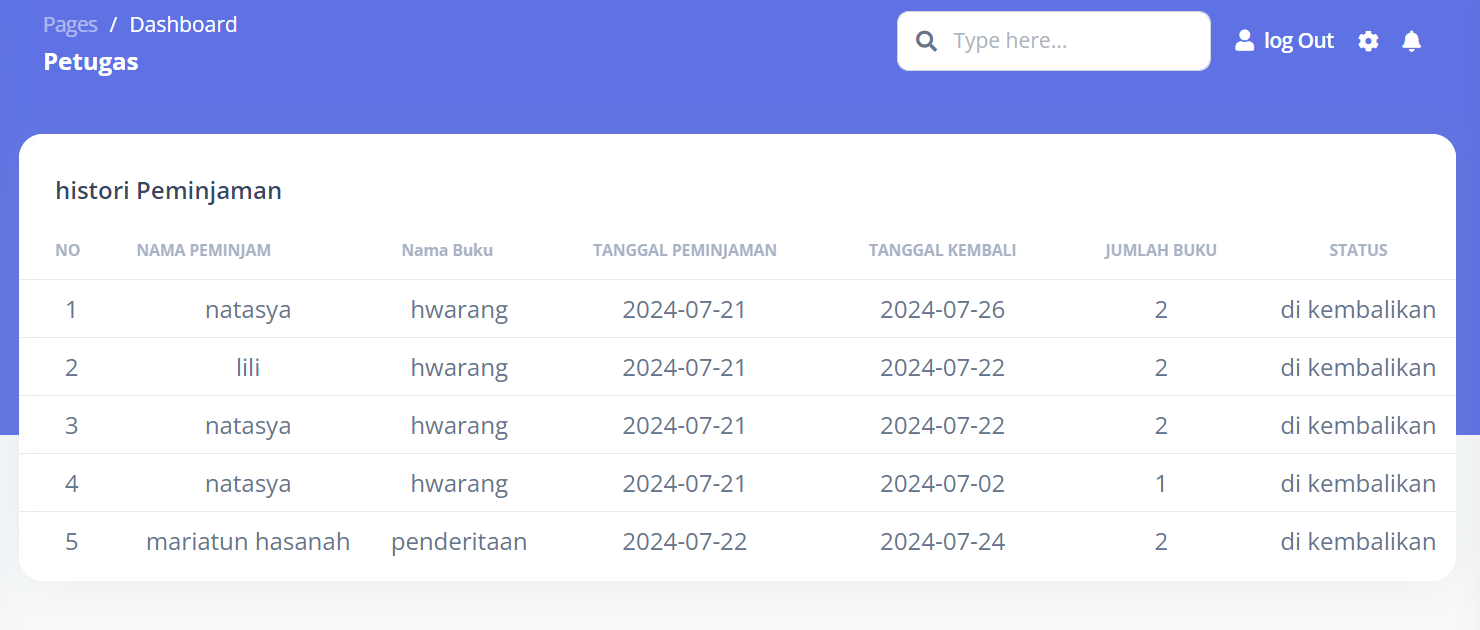 Pages / Dashboard
Petugas
Type here...
log Out
histori Peminjaman
NO NAMA PEMINJAM Nama Buku TANGGAL PEMINJAMAN TANGGAL KEMBALI JUMLAH BUKU STATUS
1 natasya hwarang 2024-07-21 2024-07-26 2 di kembalikan
2 lili hwarang 2024-07-21 2024-07-22 2 di kembalikan
3 natasya hwarang 2024-07-21 2024-07-22 2 di kembalikan
4 natasya hwarang 2024-07-21 2024-07-02 1 di kembalikan
5 mariatun hasanah penderitaan 2024-07-22 2024-07-24 2 di kembalikan